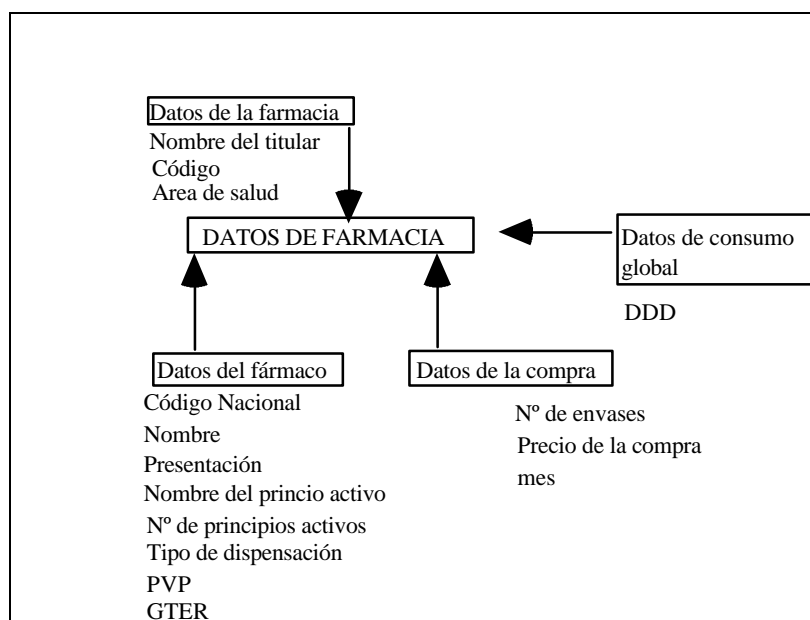 Datos de la farmacia
Nombre del titular
Código
Area de salud
DATOS DE FARMACIA
Datos de consumo
global
DDD
Datos del fármaco
Código Nacional
Nombre
Presentación
Nombre del princio activo
Nº de principios activos
Tipo de dispensación
PVP
GTER
Datos de la compra
Nº de envases
Precio de la compra
mes